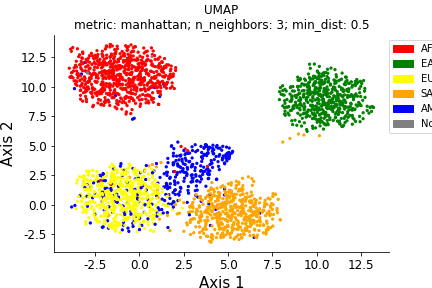 UMAP
metric: manhattan; n_neighbors: 3; min_dist: 0.5
12.5
10.0
7.5
5.0
2.5
0.0
-2.5
Axis 2
-2.5 0.0 2.5 5.0 7.5 10.0 12.5
Axis 1
AF
EA
EU
SA
AM
No